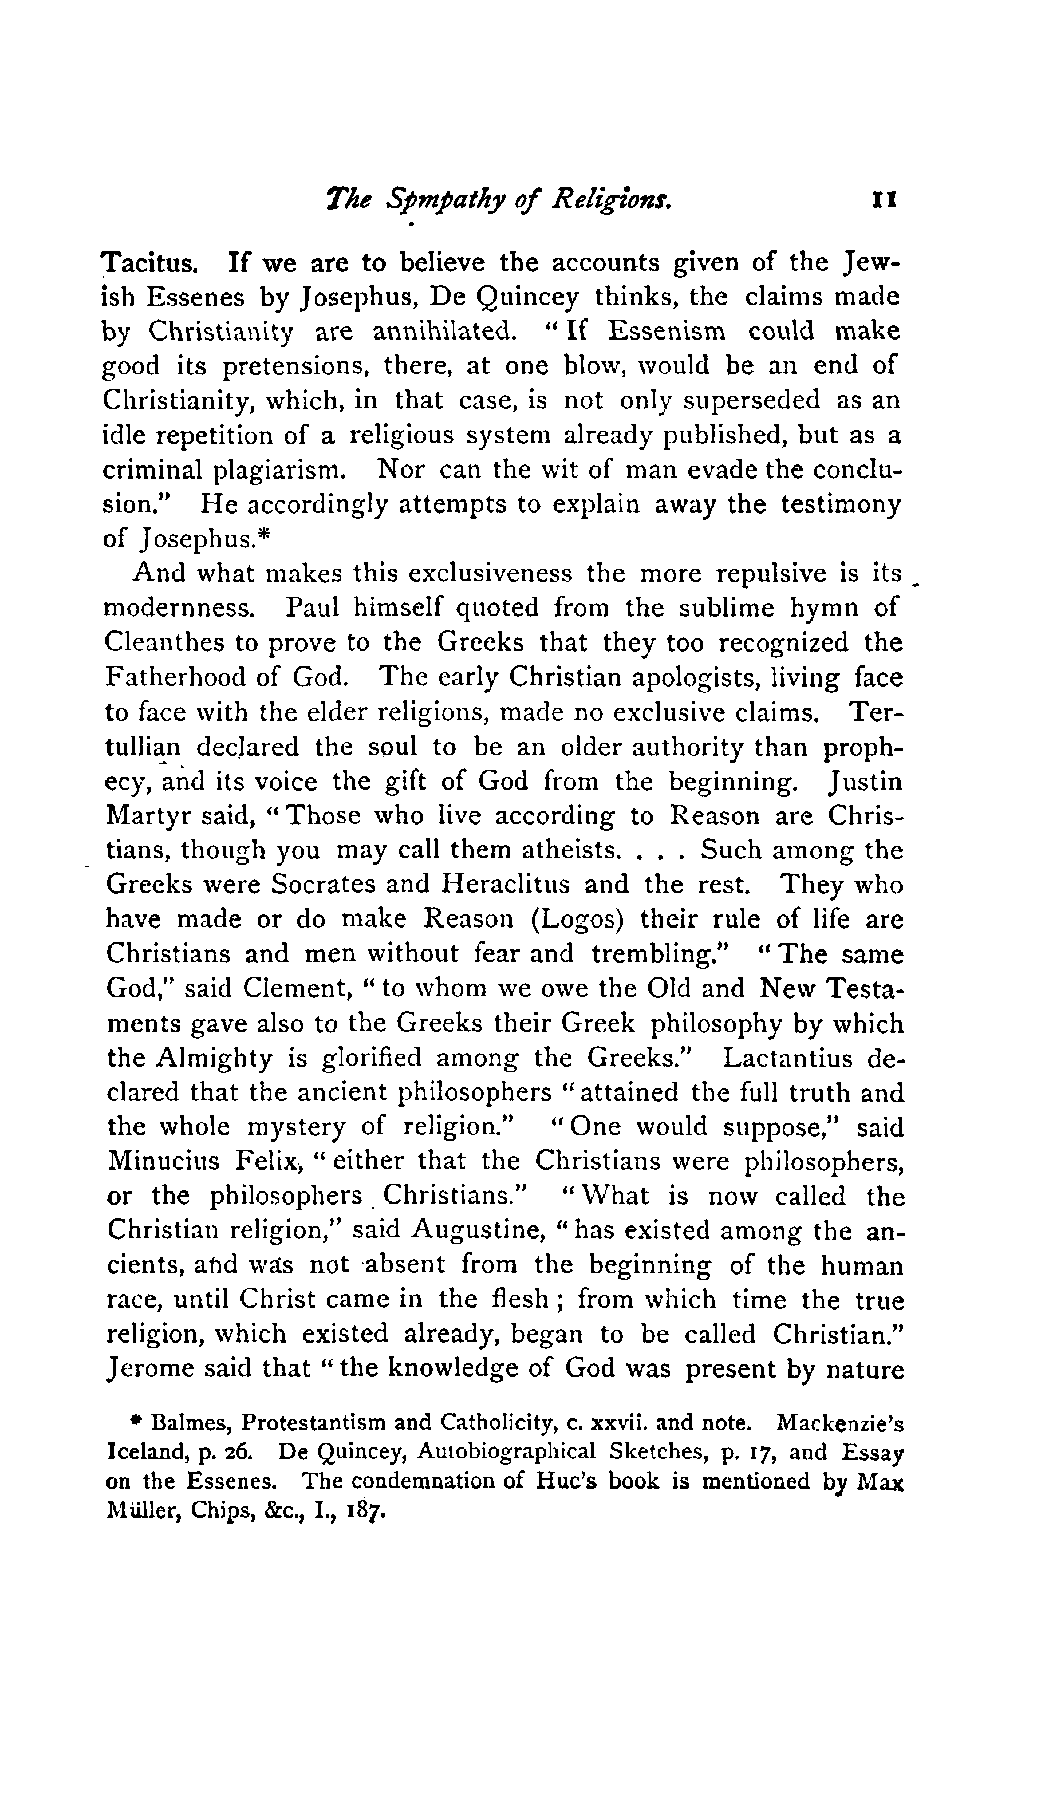 The Spmpathy of Religions. 11
Tacitus. If we are to believe the accounts given of the Jew-
ish Essenes by Josephus, De Quincey thinks, the claims made
by Christianity are annihilated. “If Essenism could make
good its pretensions, there, at one blow, would be an end of
Christianity, which, in that case, is not only superseded as an
idle repetition of a religious system already published, but as a
criminal plagiarism. Nor can the wit of man evade the conclu-
sion.” He accordingly attempts to explain away the testimony
of Josephus.*
And what makes this exclusiveness the more repulsive is its
modernness. Paul himself quoted from the sublime hymn of
Cleanthes to prove to the Greeks that they too recognized the
Fatherhood of God. The early Christian apologists, living face
to face with the elder religions, made no exclusive claims. Ter-
tullian declared the soul to be an older authority than proph-
ecy, and its voice the gift of God from the beginning. Justin
Martyr said, “Those who live according to Reason are Chris-
tians, though you may call them atheists. . . . Such among the
Greeks were Socrates and Heraclitus and the rest. They who
have made or do make Reason (Logos) their rule of life are
Christians and men without fear and trembling.” “The same
God,” said Clement, “to whom we owe the Old and New Testa-
ments gave also to the Greeks their Greek philosophy by which
the Almighty is glorified among the Greeks.” Lactantius de-
clared that the ancient philosophers “attained the full truth and
the whole mystery of religion.” “One would suppose,” said
Minucius Felix, “either that the Christians were philosophers,
or the philosophers Christians.” “What is now called the
Christian religion,” said Augustine, “has existed among the an-
cients, and was not absent from the beginning of the human
race, until Christ came in the flesh; from which time the true
religion, which existed already, began to be called Christian.”
Jerome said that “the knowledge of God was present by nature
* Balmes, Protestantism and Catholicity, c. xxvii. and note. Mackenzie’s
Iceland, p. 26. De Quincey, Autobiographical Sketches, p. 17, and Essay
on the Essenes. The condemnation of Huc’s book is mentioned by Max
Müller, Chips, &c., I., 187.